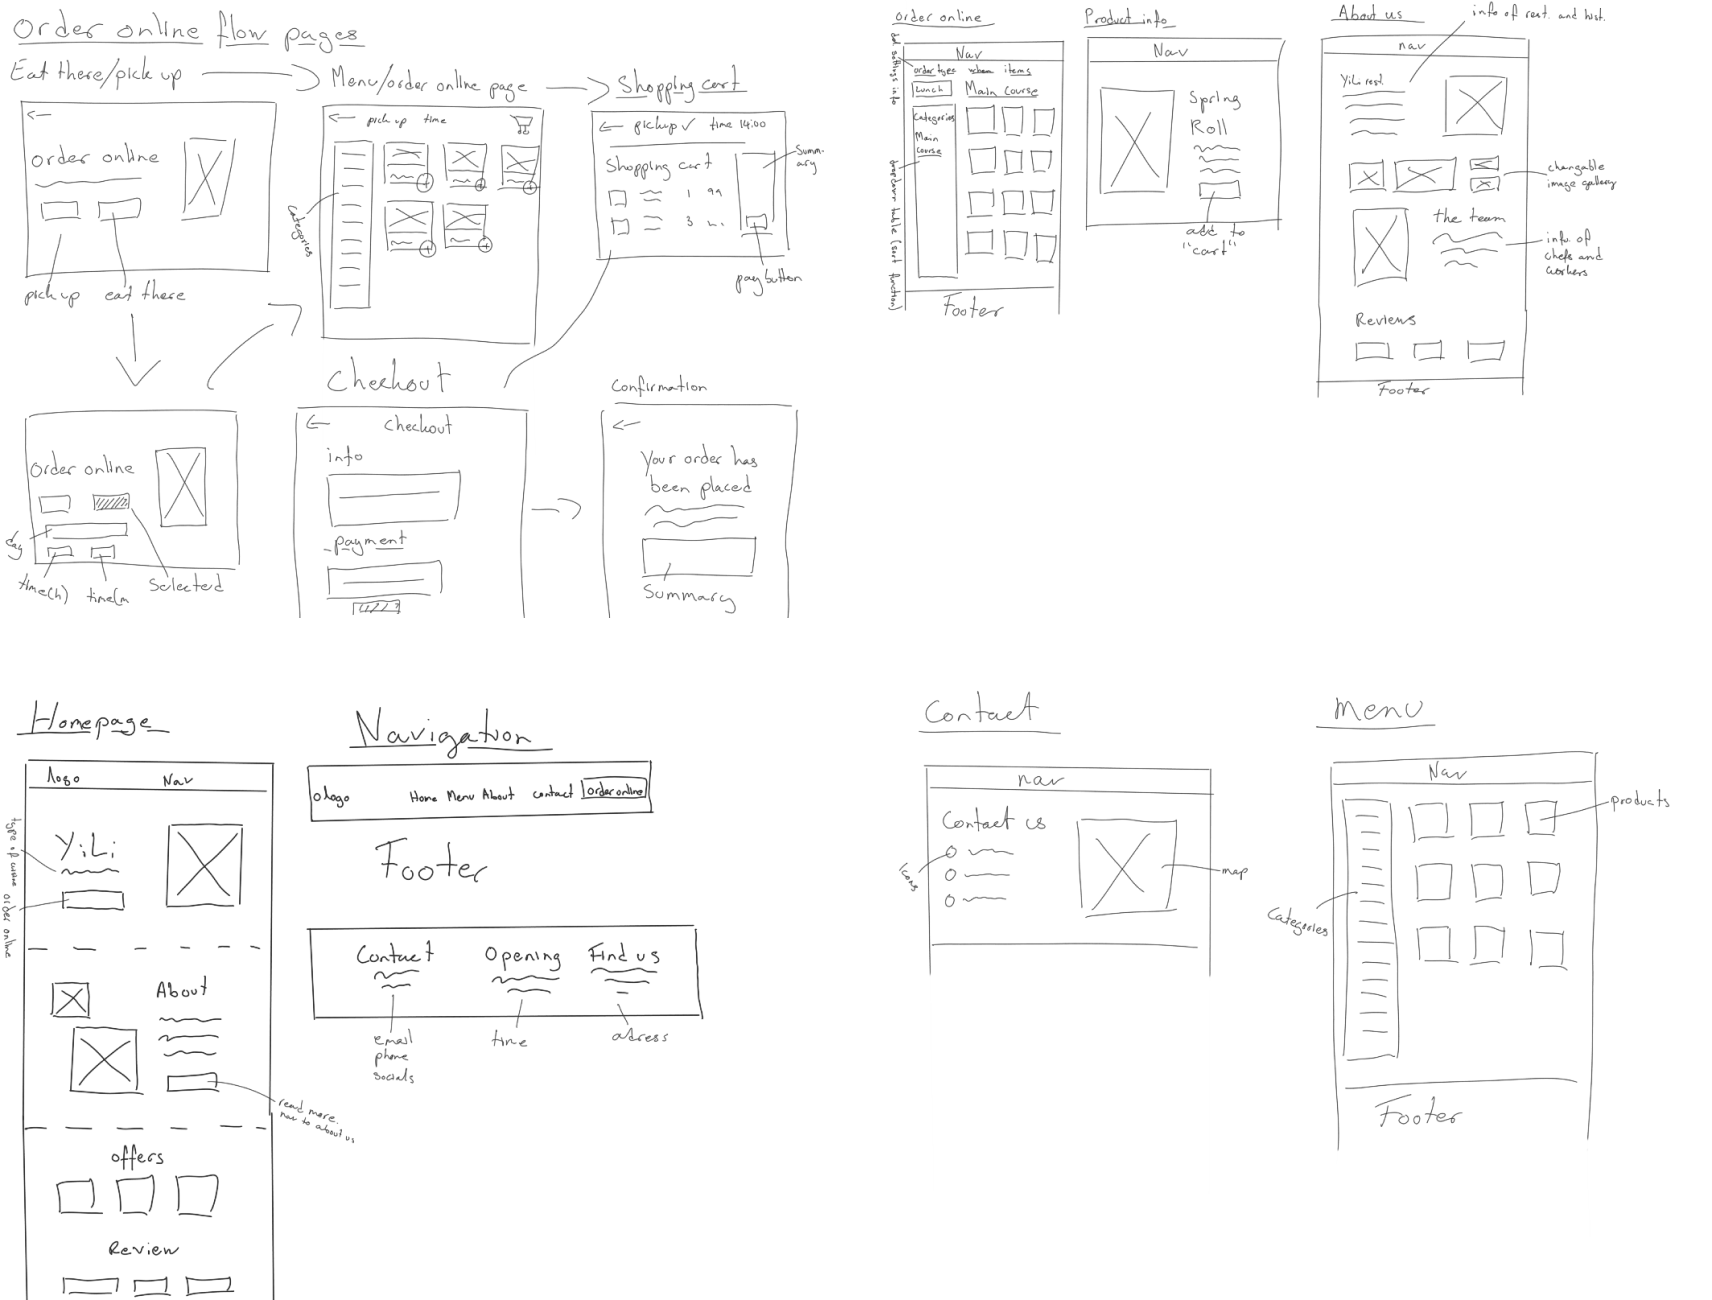 Order online flow pages
Eat there/pick up
Menu/order online page
Shopping cart
order online
pick up
eat there
pick up time
Categories
pickup ✓ time 14:00
Shopping cart
1 99
3
Summ-
ary
pay button
order online
day
time(h)
time(m
Selected
Checkout
checkout
info
payment
Confirmation
Your order has
been placed
Summary
order online
Nav
order type when items
Lunch
Main Course
Categories
Main
Course
del. settings info
dropdown table (sort function)
Footer
Product info
Nav
Spring
Roll
add to
"cart"
About us
info of rest. and hist.
nav
YiLi rest.
changable
image gallery
the team
info. of
chefs and
workers
Reviews
Footer
Homepage
logo
Nav
YiLi
type of cuisine
order online
About
read more.
nav to about us
offers
Review
Navigation
logo Home Menu About contact order online
Footer
Contact
Opening
Find us
email
phone
socials
time
adress
Contact
nav
Contact us
icons
map
Menu
Nav
products
Categories
Footer